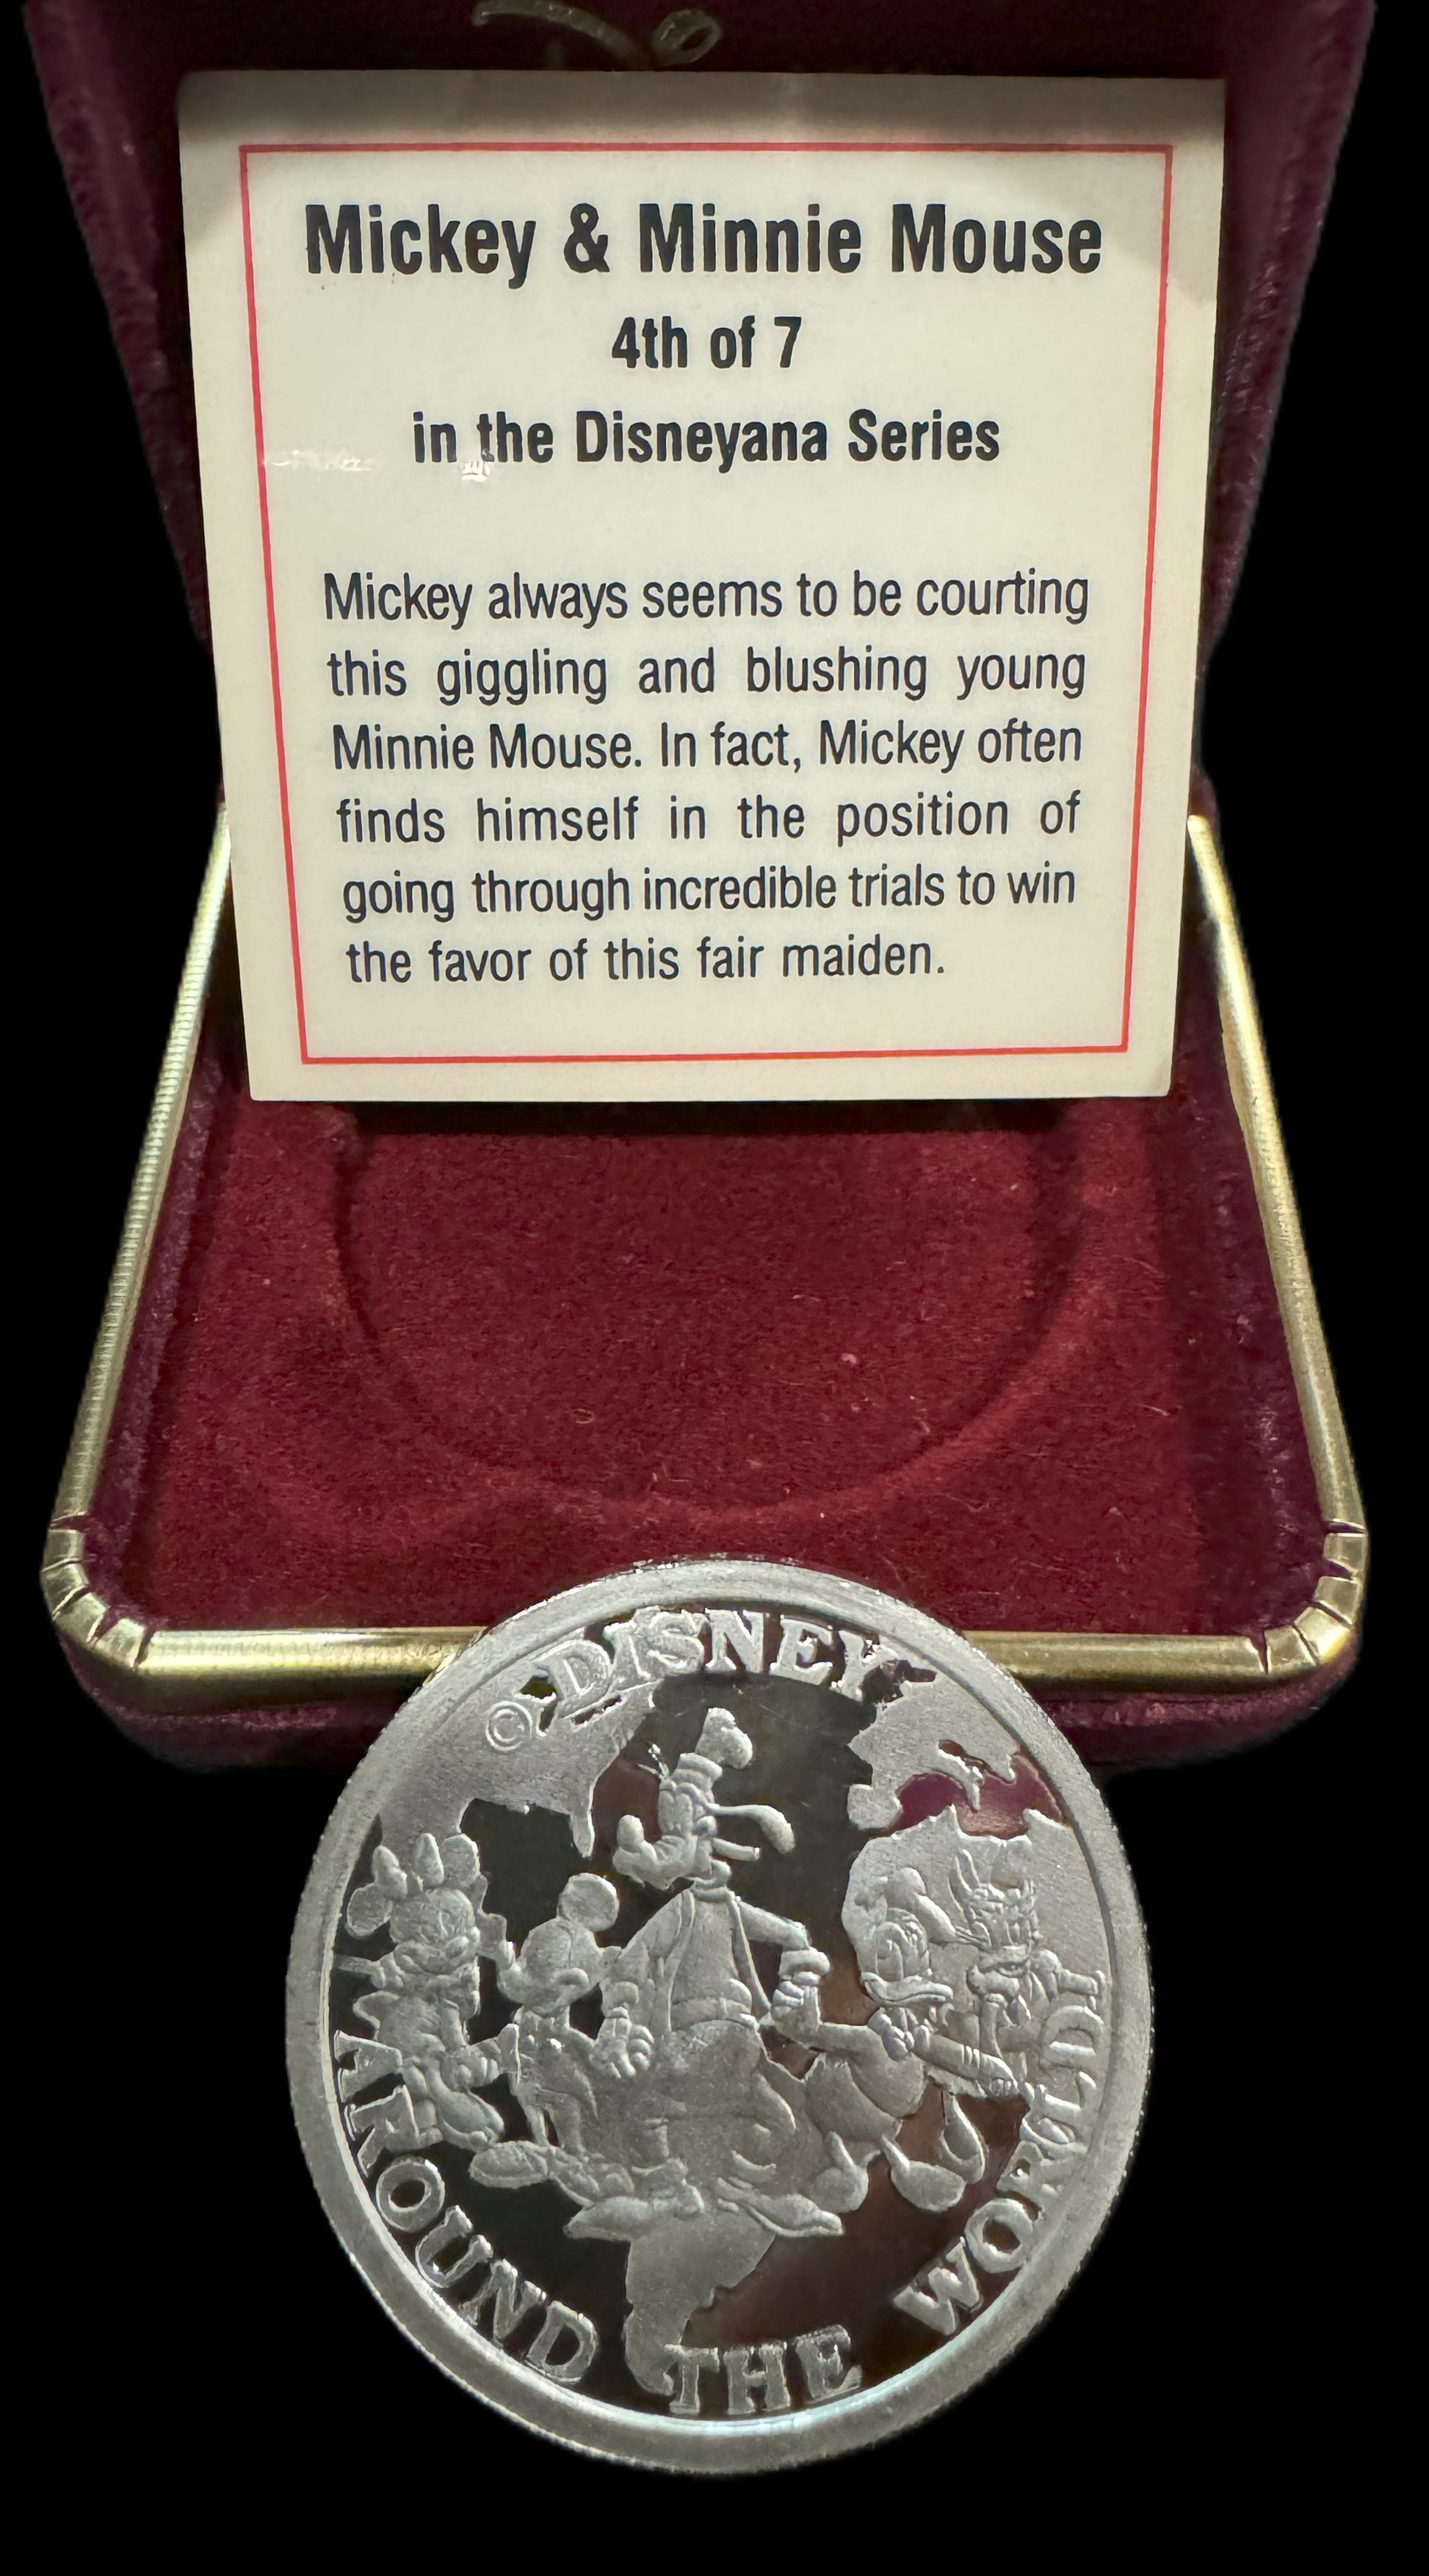 Mickey & Minnie Mouse
4th of 7
in the Disneyana Series
Mickey always seems to be courting
this giggling and blushing young
Minnie Mouse. In fact, Mickey often
finds himself in the position of
going through incredible trials to win
the favor of this fair maiden.
© DISNEY
AROUND THE WORLD